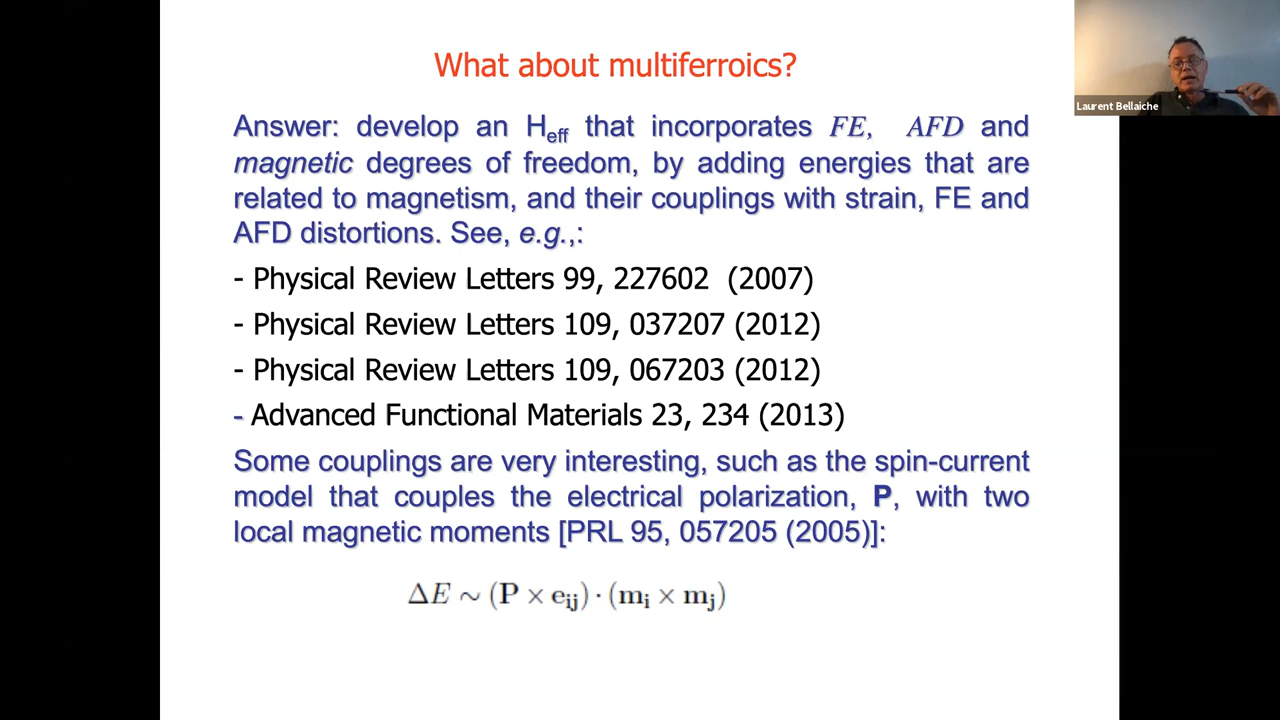 What about multiferroics?
Laurent Bellaiche
Answer: develop an Heff that incorporates FE, AFD and
magnetic degrees of freedom, by adding energies that are
related to magnetism, and their couplings with strain, FE and
AFD distortions. See, e.g.,:
- Physical Review Letters 99, 227602 (2007)
- Physical Review Letters 109, 037207 (2012)
- Physical Review Letters 109, 067203 (2012)
- Advanced Functional Materials 23, 234 (2013)
Some couplings are very interesting, such as the spin-current
model that couples the electrical polarization, P, with two
local magnetic moments [PRL 95, 057205 (2005)]:
ΔE ∼ (P × eij) · (mi × mj)